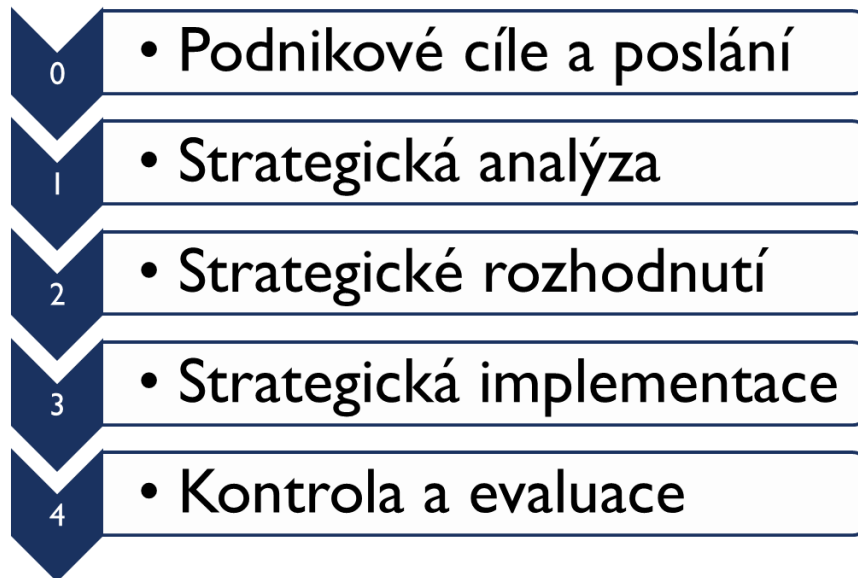 0
• Podnikové cíle a poslání
1
• Strategická analýza
2
• Strategické rozhodnutí
3
• Strategická implementace
4
• Kontrola a evaluace